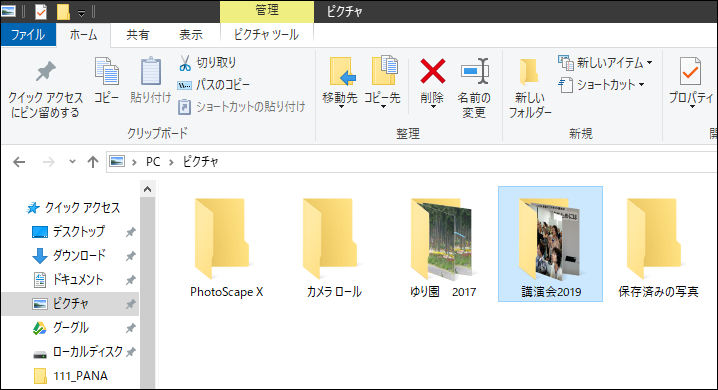 管理
ピクチャ
ファイル
ホーム
共有
表示
ピクチャ ツール
クイック アクセス
にピン留めする
コピー
貼り付け
切り取り
パスのコピー
ショートカットの貼り付け
クリップボード
移動先
コピー先
削除
名前の
変更
整理
新しい
フォルダー
新しいアイテム
ショートカット
新規
プロパティ
開
PC
ピクチャ
クイック アクセス
デスクトップ
ダウンロード
ドキュメント
ピクチャ
グーグル
ローカルディスク
111_PANA
PhotoScape X
カメラ ロール
ゆり園　2017
講演会2019
保存済みの写真